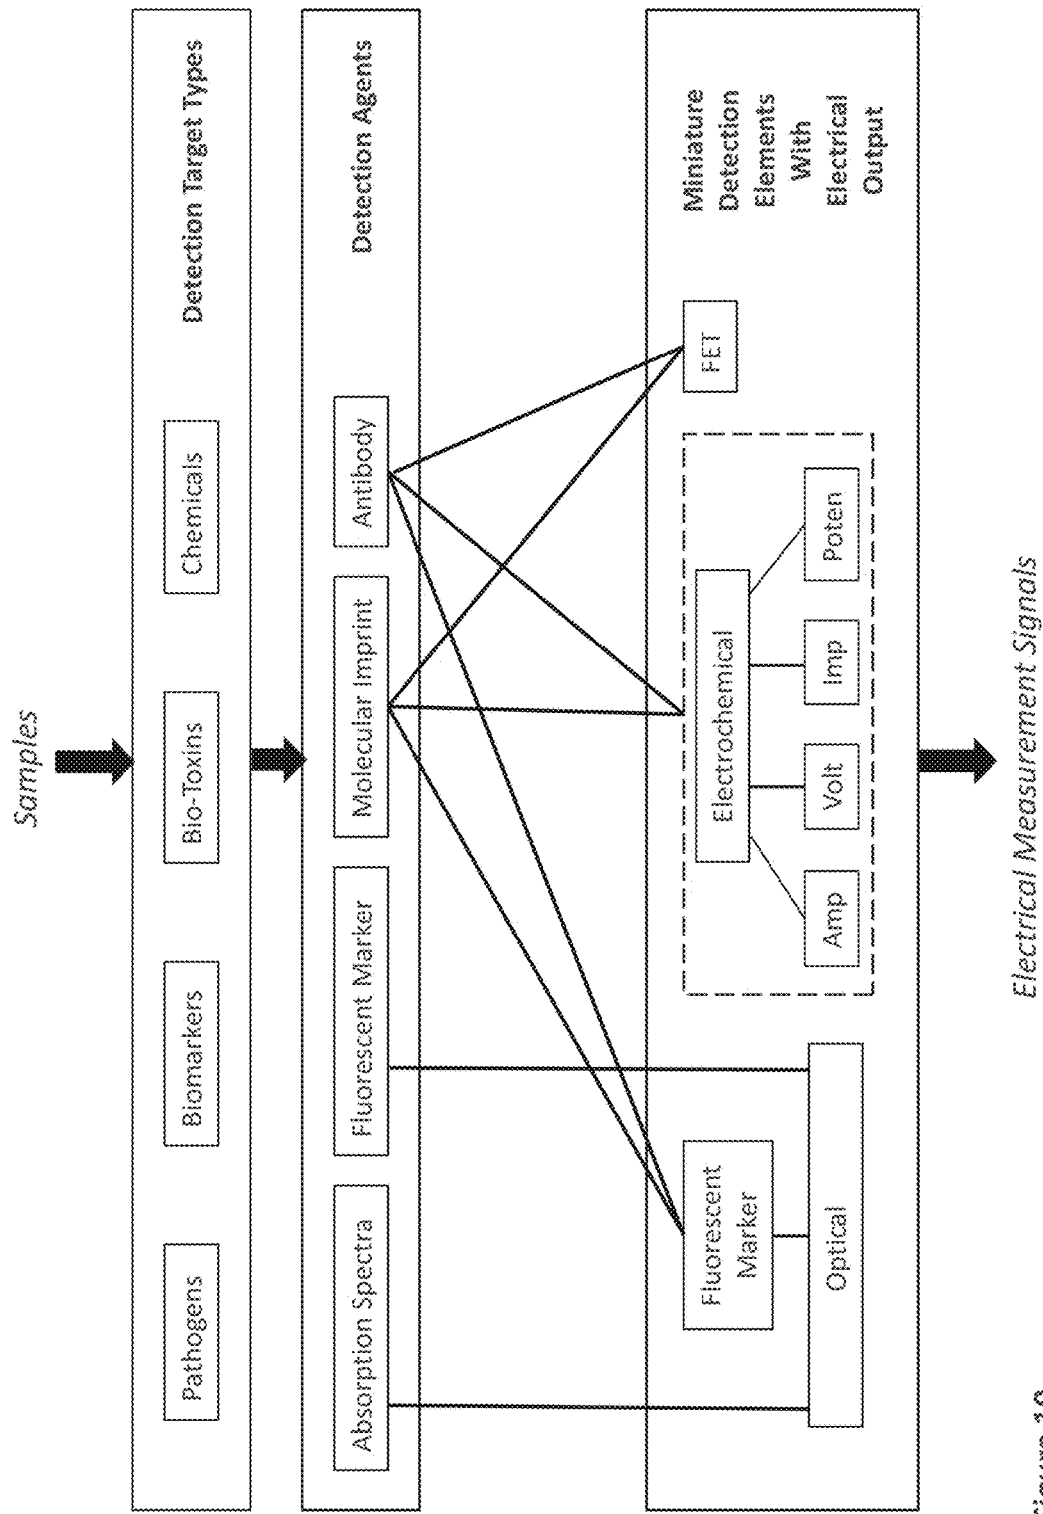 Samples
Pathogens
Biomarkers
Bio-Toxins
Chemicals
Detection Target Types
Absorption Spectra
Fluorescent Marker
Molecular Imprint
Antibody
Detection Agents
Fluorescent
Marker
Optical
Electrochemical
Amp
Volt
Imp
Poten
FET
Miniature
Detection
Elements
With
Electrical
Output
Electrical Measurement Signals